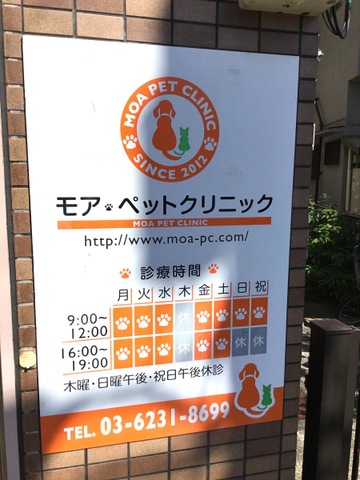 MOA PET CLINIC
SINCE 2012
モア・ペットクリニック
MOA PET CLINIC
http://www.moa-pc.com/
診療時間
月 火 水 木 金 土 日 祝
9:00~
12:00
休
16:00~
19:00
休 休 休
木曜・日曜午後・祝日午後休診
TEL. 03-6231-8699